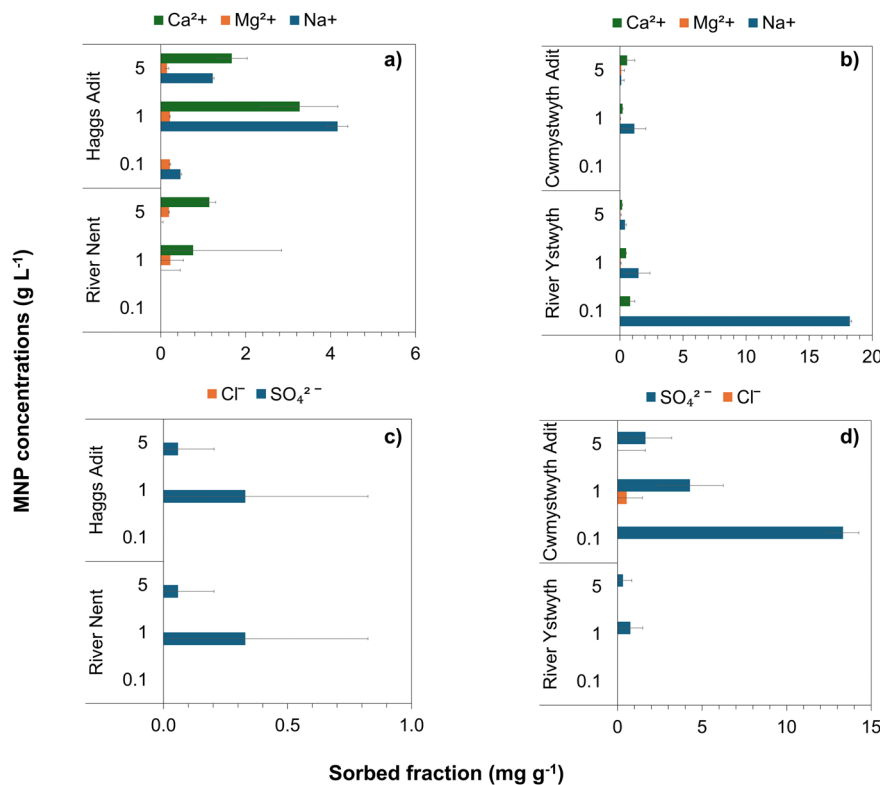 Ca²⁺ Mg²⁺ Na+
Ca²⁺ Mg²⁺ Na+
MNP concentrations (g L⁻¹)
a)
Haggs Adit
5
1
0.1
River Nent
5
1
0.1
0 2 4 6
b)
Cwmystwyth Adit
5
1
0.1
River Ystwyth
5
1
0.1
0 5 10 15 20
Cl⁻ SO₄²⁻
SO₄²⁻ Cl⁻
c)
Haggs Adit
5
1
0.1
River Nent
5
1
0.1
0.0 0.5 1.0
d)
Cwmystwyth Adit
5
1
0.1
River Ystwyth
5
1
0.1
0 5 10 15
Sorbed fraction (mg g⁻¹)